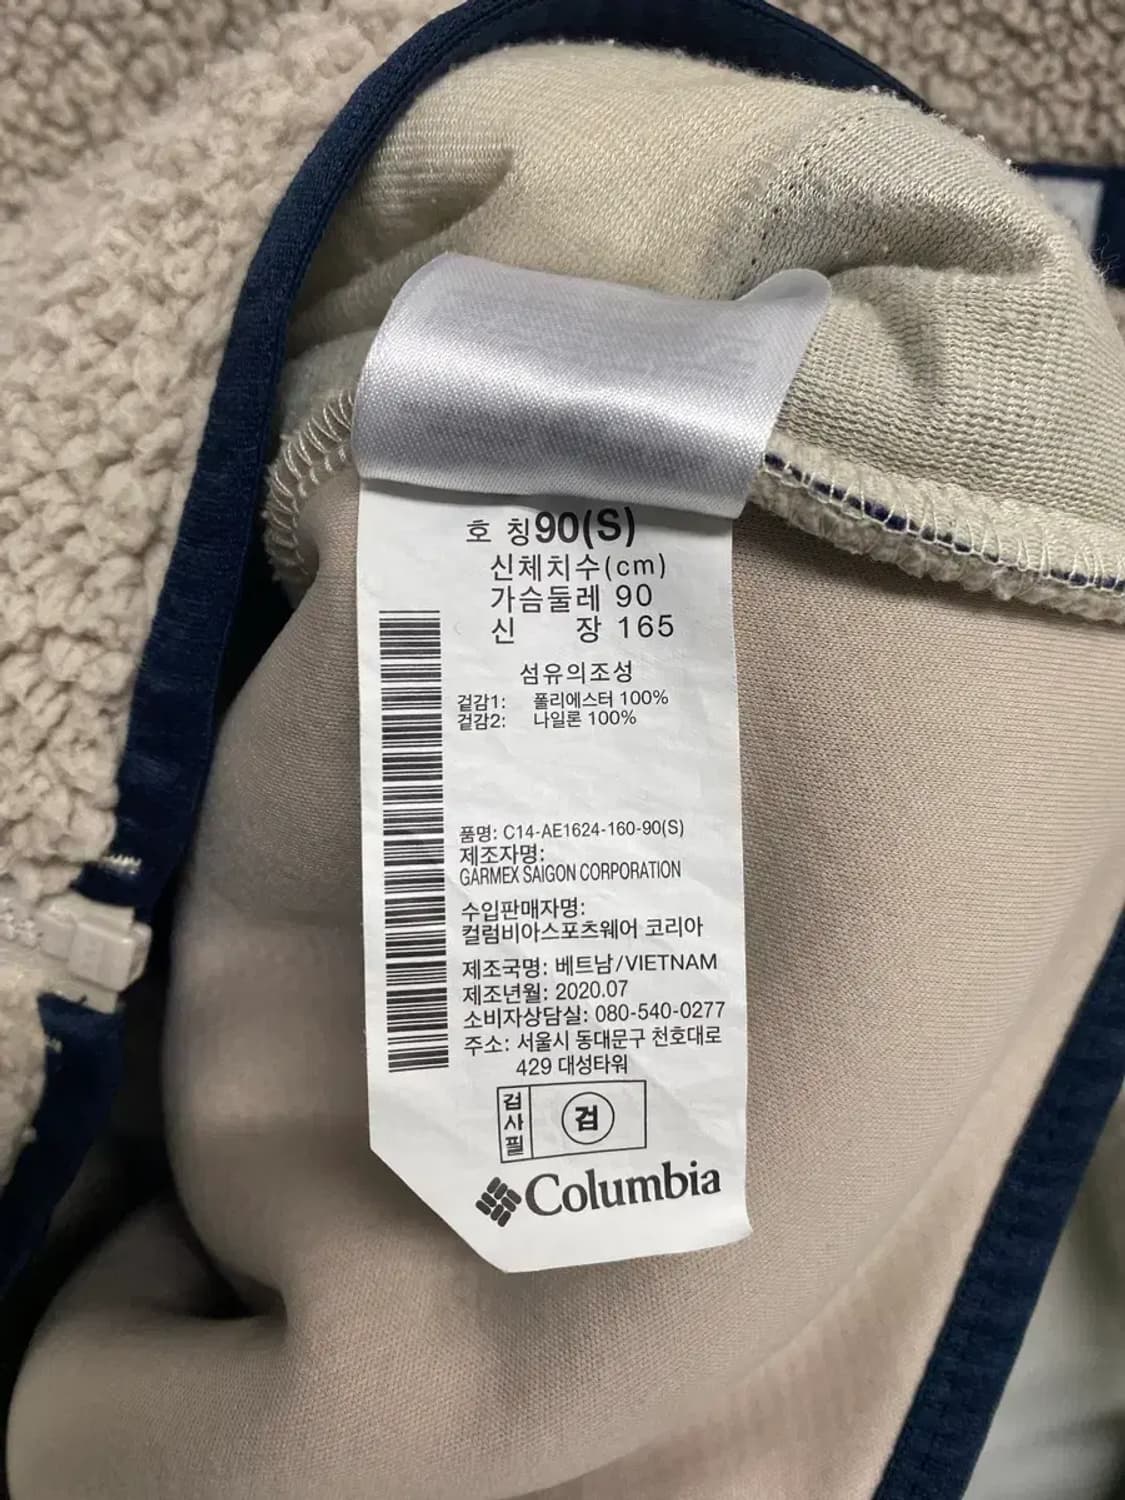 호 칭90(S)
신체치수(cm)
가슴둘레 90
신 장 165
섬유의조성
겉감1: 폴리에스터 100%
겉감2: 나일론 100%
품명: C14-AE1624-160-90(S)
제조자명:
GARMEX SAIGON CORPORATION
수입판매자명:
컬럼비아스포츠웨어 코리아
제조국명: 베트남/VIETNAM
제조년월: 2020.07
소비자상담실: 080-540-0277
주소: 서울시 동대문구 천호대로
429 대성타워
검사필
검
Columbia